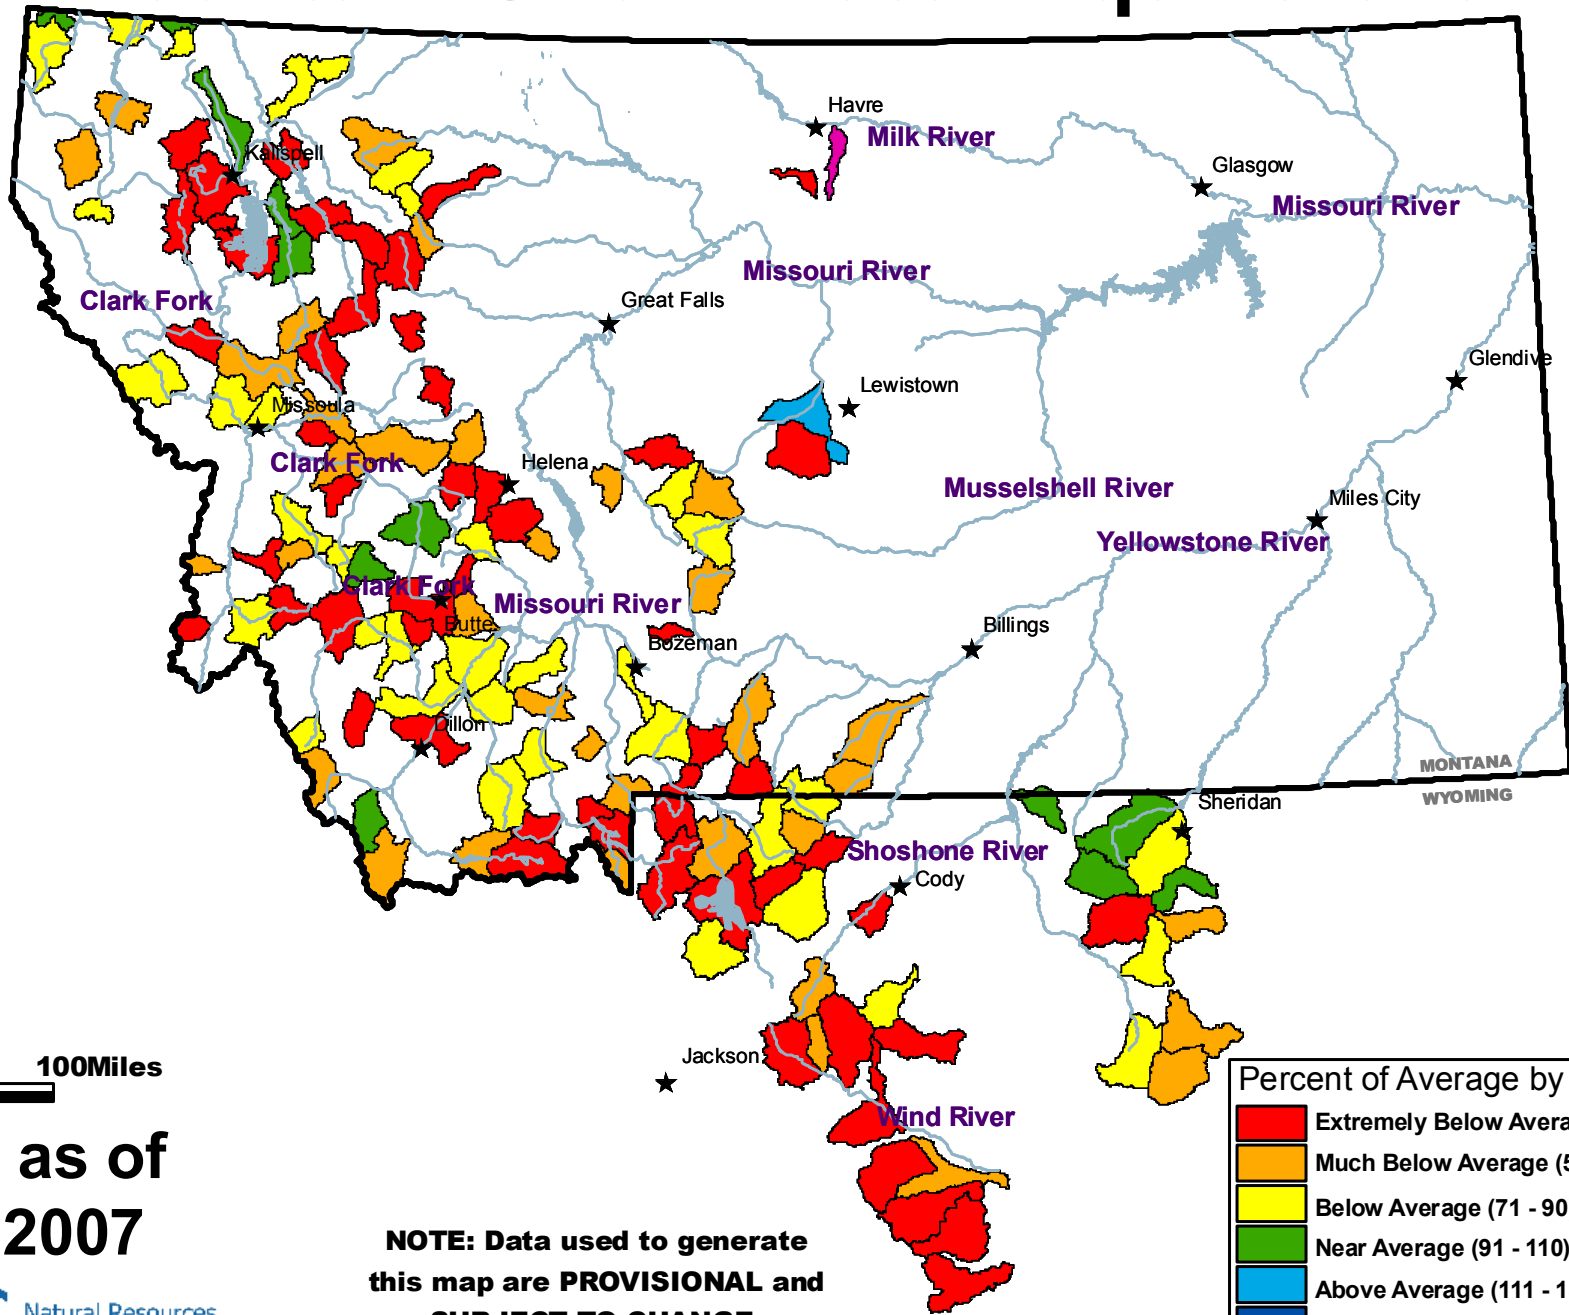 Havre
Milk River
Kalispell
Glasgow
Missouri River
Missouri River
Clark Fork
Great Falls
Glendive
Lewistown
Missoula
Clark Fork
Helena
Musselshell River
Miles City
Yellowstone River
Clark Fork
Missouri River
Butte
Billings
Bozeman
Dillon
MONTANA
WYOMING
Sheridan
Shoshone River
Cody
Jackson
100Miles
Wind River
as of
2007
NOTE: Data used to generate
this map are PROVISIONAL and
SUBJECT TO CHANGE
Natural Resources
Percent of Average by
Extremely Below Avera
Much Below Average (5
Below Average (71 - 90
Near Average (91 - 110)
Above Average (111 - 1